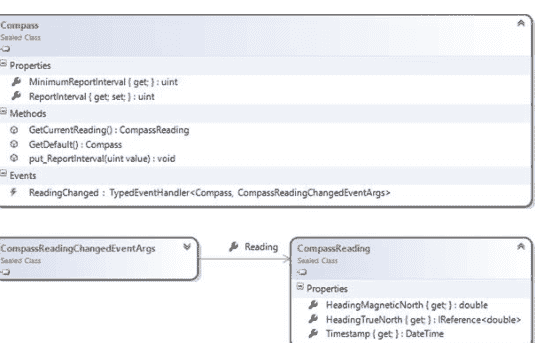 Compass
Sealed Class
Properties
MinimumReportInterval { get; } : uint
ReportInterval { get; set; } : uint
Methods
GetCurrentReading() : CompassReading
GetDefault() : Compass
put_ReportInterval(uint value) : void
Events
ReadingChanged : TypedEventHandler<Compass, CompassReadingChangedEventArgs>
CompassReadingChangedEventArgs
Sealed Class
Reading
CompassReading
Sealed Class
Properties
HeadingMagneticNorth { get; } : double
HeadingTrueNorth { get; } : IReference<double>
Timestamp { get; } : DateTime